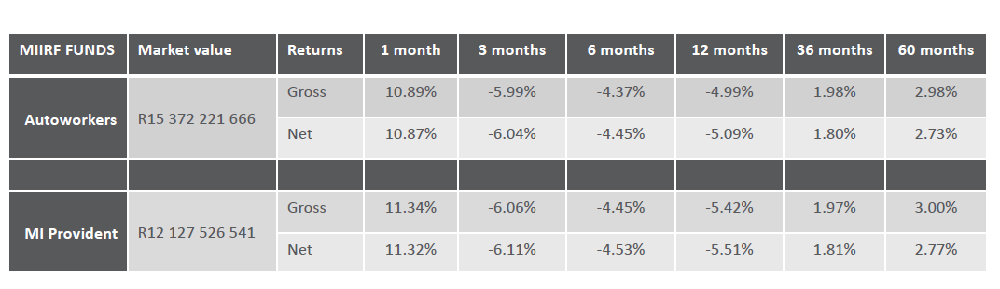 MIIRF FUNDS Market value Returns 1 month 3 months 6 months 12 months 36 months 60 months
Gross 10.89% -5.99% -4.37% -4.99% 1.98% 2.98%
Autoworkers R15 372 221 666
Net 10.87% -6.04% -4.45% -5.09% 1.80% 2.73%
Gross 11.34% -6.06% -4.45% -5.42% 1.97% 3.00%
MI Provident R12 127 526 541
Net 11.32% -6.11% -4.53% -5.51% 1.81% 2.77%